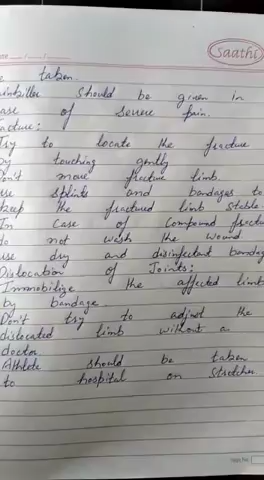 Saathi
taken.
painkiller should be given in
case of severe pain.
Fracture:
Try to locate the fracture
by touching gently
Don't move fracture limb.
use splints and bandages to
keep the fractured limb stable.
In case of Compound fractu
do not wash the wound
use dry and disinfectant bandag
Dislocation of Joints:
Immobilize the affected limb
by bandage.
Don't try to adjust the
dislocated limb without a
doctor.
Athlete should be taken
to hospital on stretcher.